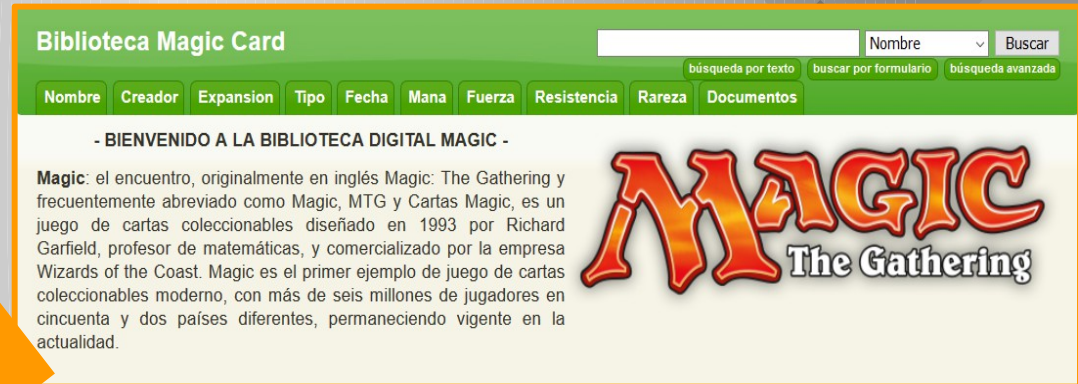 Biblioteca Magic Card
Nombre
Buscar
búsqueda por texto buscar por formulario búsqueda avanzada
Nombre Creador Expansion Tipo Fecha Mana Fuerza Resistencia Rareza Documentos
- BIENVENIDO A LA BIBLIOTECA DIGITAL MAGIC -
Magic: el encuentro, originalmente en inglés Magic: The Gathering y
frecuentemente abreviado como Magic, MTG y Cartas Magic, es un
juego de cartas coleccionables diseñado en 1993 por Richard
Garfield, profesor de matemáticas, y comercializado por la empresa
Wizards of the Coast. Magic es el primer ejemplo de juego de cartas
coleccionables moderno, con más de seis millones de jugadores en
cincuenta y dos países diferentes, permaneciendo vigente en la
actualidad.
MAGIC
The Gathering